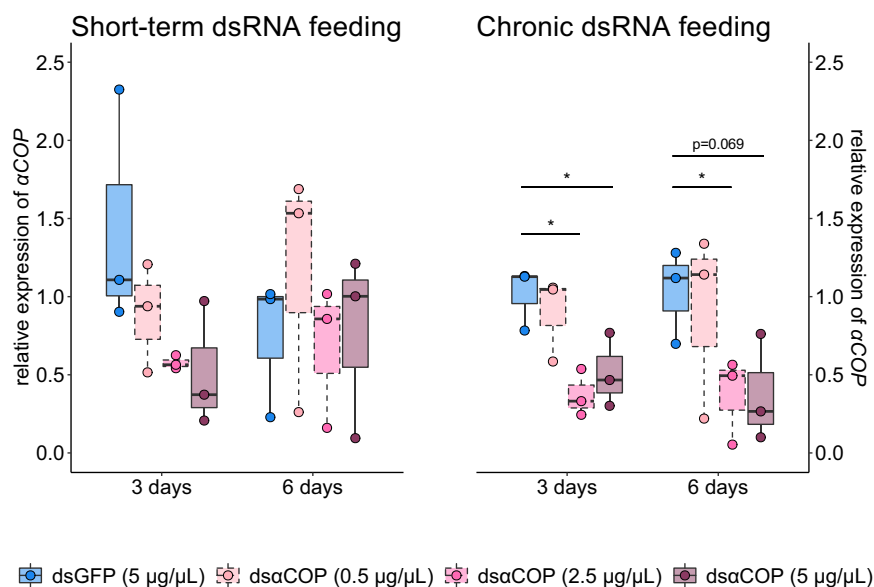 Short-term dsRNA feeding
Chronic dsRNA feeding
relative expression of αCOP
2.5
2.0
1.5
1.0
0.5
0.0
3 days
6 days
p=0.069
*
*
*
3 days
6 days
2.5
2.0
1.5
1.0
0.5
0.0
relative expression of αCOP
dsGFP (5 µg/µL)
dsαCOP (0.5 µg/µL)
dsαCOP (2.5 µg/µL)
dsαCOP (5 µg/µL)